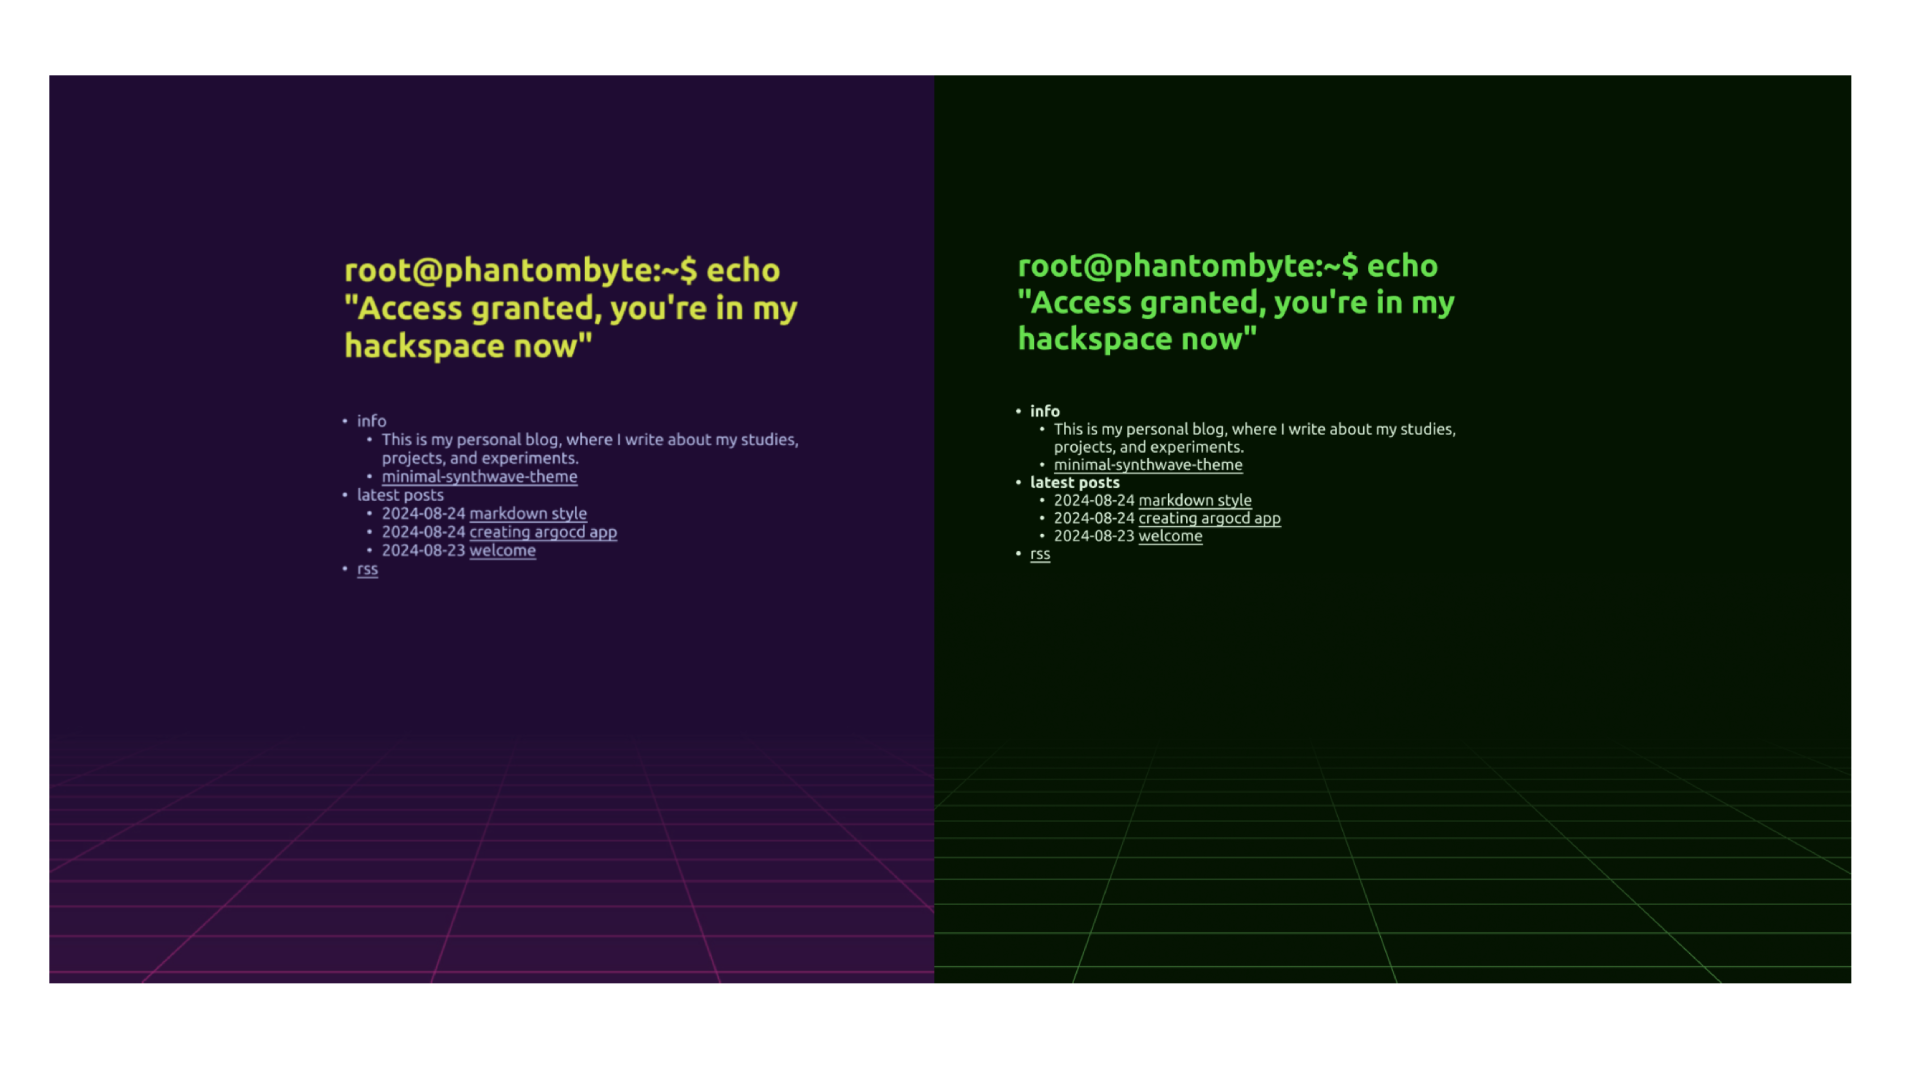 root@phantombyte:~$ echo
"Access granted, you're in my
hackspace now"
• info
• This is my personal blog, where I write about my studies,
projects, and experiments.
• minimal-synthwave-theme
• latest posts
• 2024-08-24 markdown style
• 2024-08-24 creating argocd app
• 2024-08-23 welcome
• rss
root@phantombyte:~$ echo
"Access granted, you're in my
hackspace now"
• info
• This is my personal blog, where I write about my studies,
projects, and experiments.
• minimal-synthwave-theme
• latest posts
• 2024-08-24 markdown style
• 2024-08-24 creating argocd app
• 2024-08-23 welcome
• rss